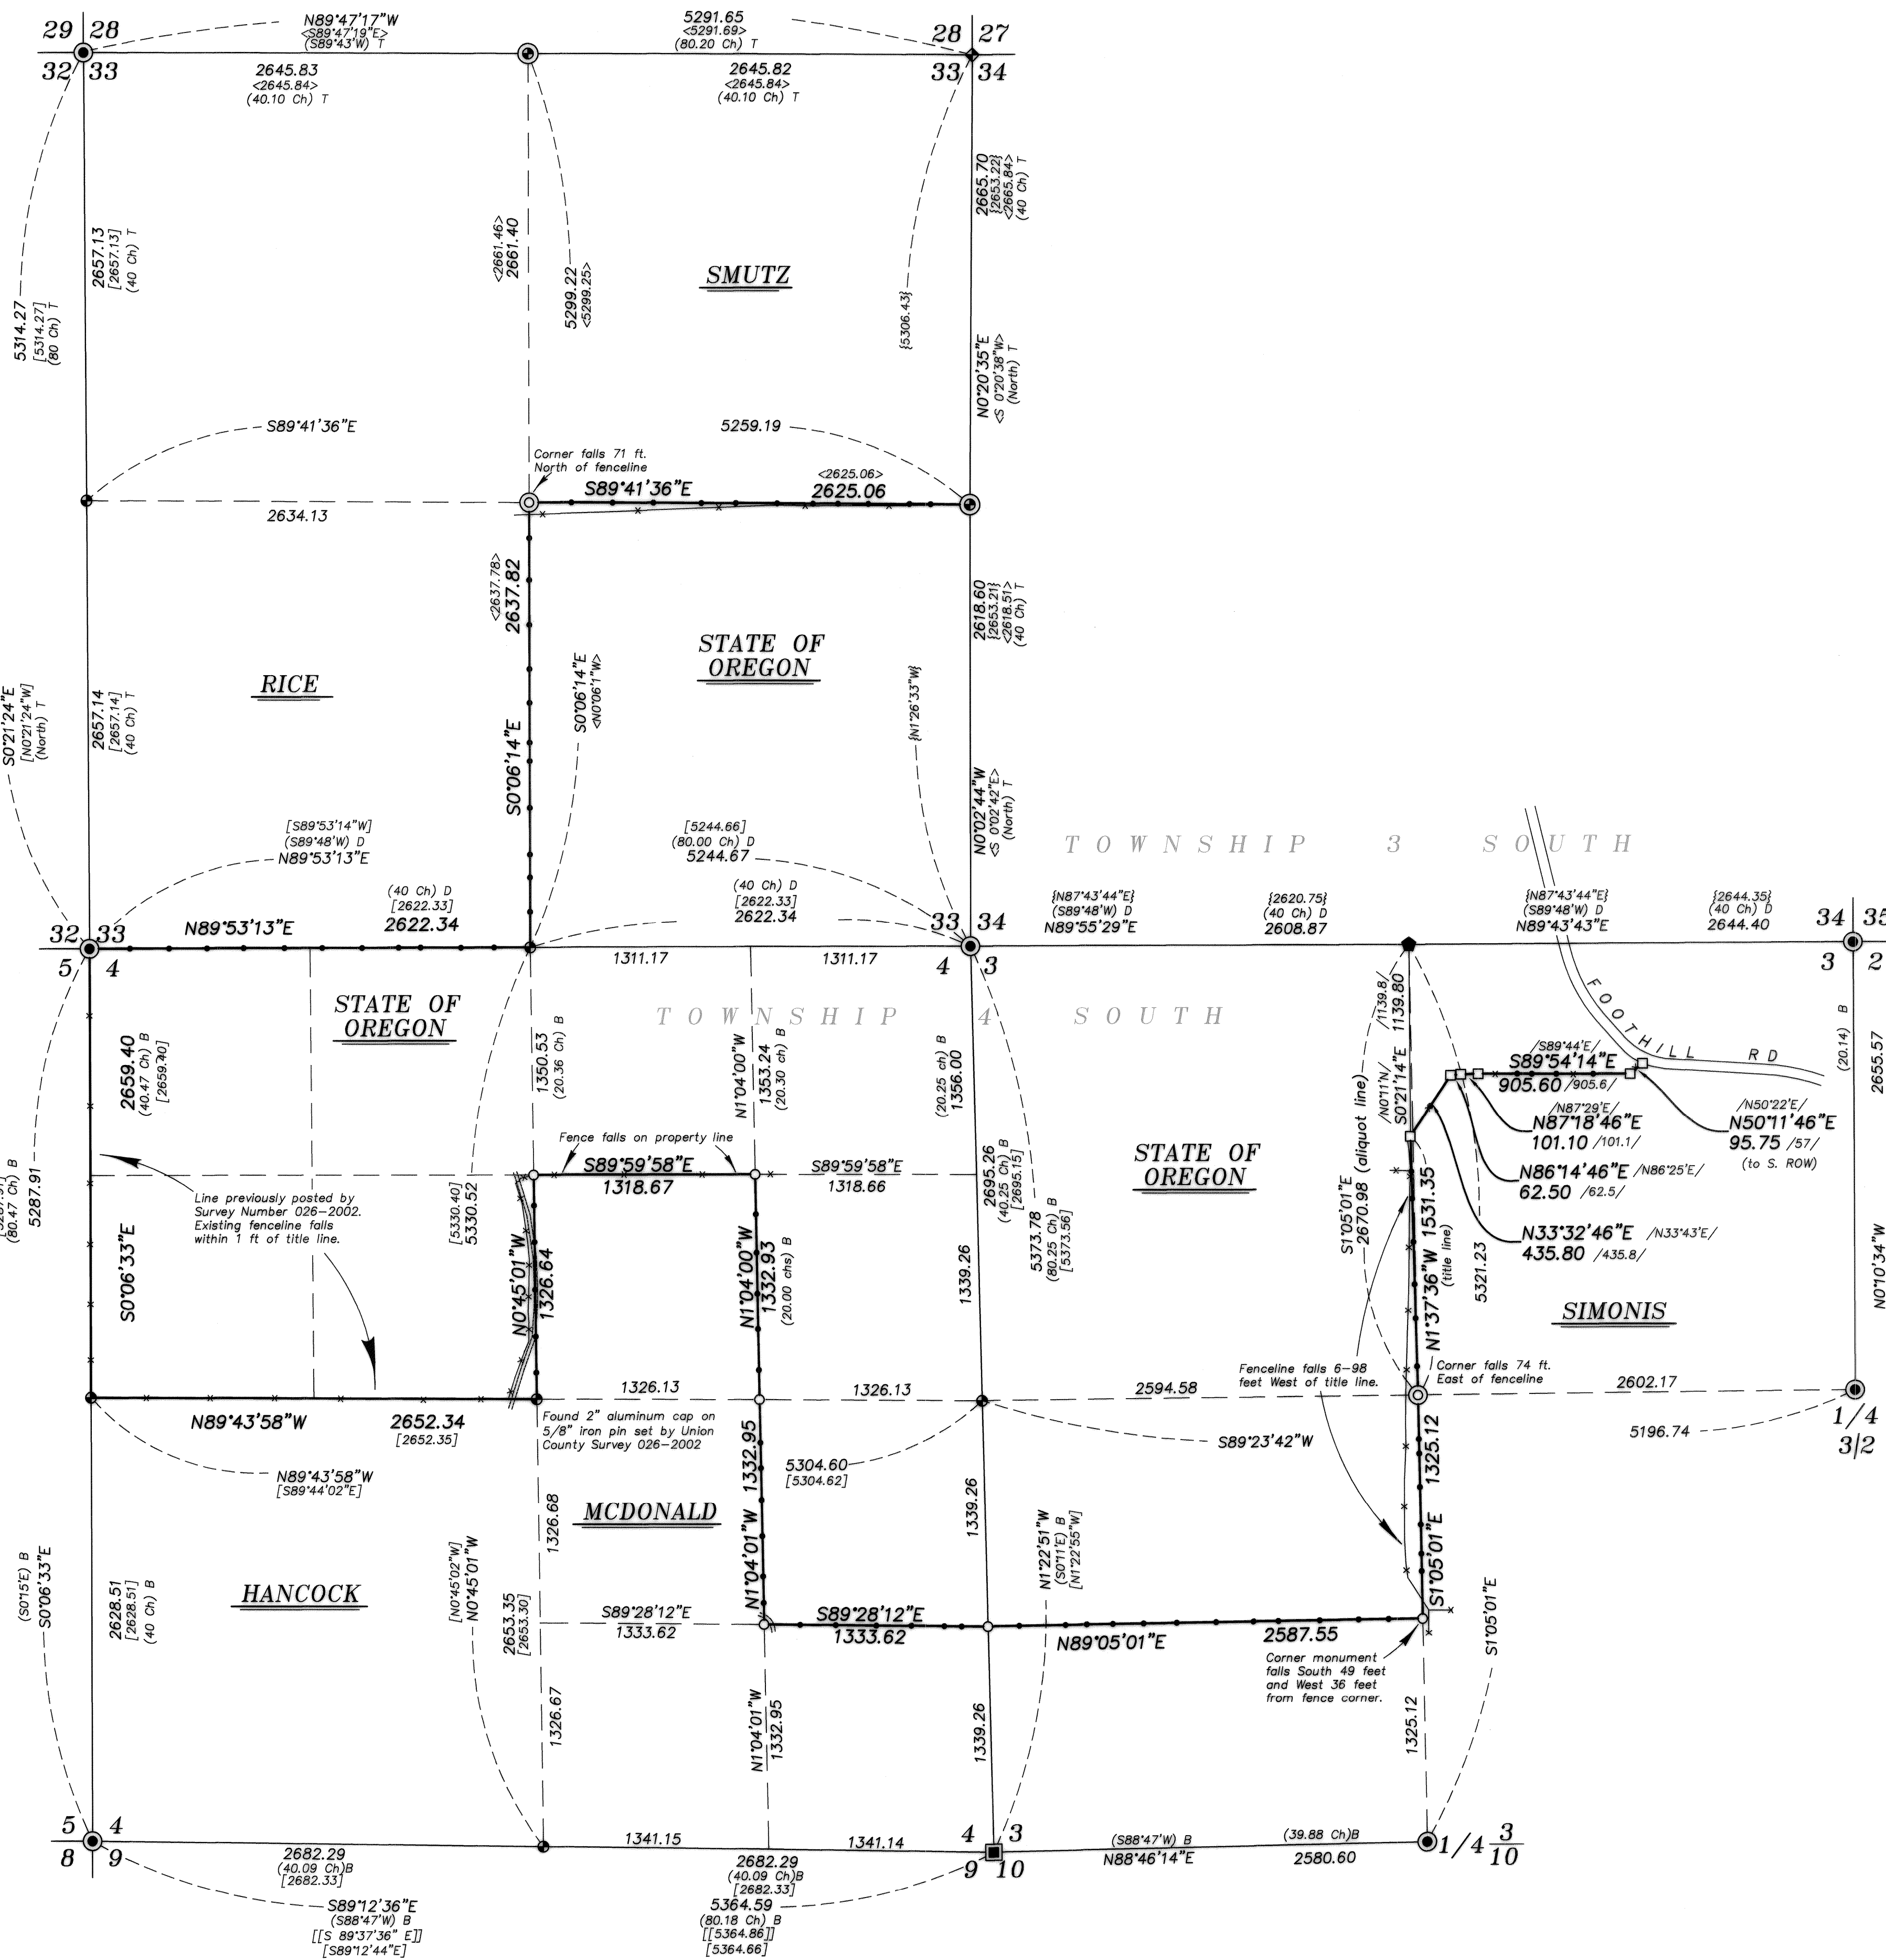 29 28
N89°47'17"W
<S89°47'19"E>
(S89°43'W) T
5291.65
<5291.69>
(80.20 Ch) T
28 27
32 33
2645.83
<2645.84>
(40.10 Ch) T
2645.82
<2645.84>
(40.10 Ch) T
33 34
2657.13
[2657.13]
(40 Ch) T
5314.27
[5314.27]
(80 Ch) T
<2661.46>
2661.40
5299.22
<5299.25>
SMUTZ
{5306.43}
2665.70
{2653.22}
<2665.84>
(40 Ch) T
N0°20'35"E
<S 0°20'38"W>
(North) T
S89°41'36"E
5259.19
Corner falls 71 ft.
North of fenceline
S89°41'36"E
<2625.06>
2625.06
2634.13
<2637.78>
2637.82
S0°06'14"E
S0°06'14"E
<N0°06'1"W>
STATE OF
OREGON
RICE
2618.60
{2653.21}
<2618.51>
(40 Ch) T
{N1°26'33"W}
N0°02'44"W
<S 0°02'42"E>
(North) T
S0°21'24"E
[N0°21'24"W]
(North) T
2657.14
[2657.14]
(40 Ch) T
[S89°53'14"W]
(S89°48'W) D
N89°53'13"E
[5244.66]
(80.00 Ch) D
5244.67
TOWNSHIP 3 SOUTH
32 33
N89°53'13"E
(40 Ch) D
[2622.33]
2622.34
(40 Ch) D
[2622.33]
2622.34
33 34
{N87°43'44"E}
(S89°48'W) D
N89°55'29"E
{2620.75}
(40 Ch) D
2608.87
{N87°43'44"E}
(S89°48'W) D
N89°43'43"E
{2644.35}
(40 Ch) D
2644.40
34 35
5 4
1311.17
1311.17
4 3
3 2
STATE OF
OREGON
TOWNSHIP 4 SOUTH
FOOTHILL RD
2659.40
(40.47 Ch) B
[2659.40]
5287.91
(80.47 Ch) B
S0°06'33"E
1350.53
(20.36 Ch) B
N1°04'00"W
1353.24
(20.30 ch) B
(20.25 ch) B
1356.00
/1139.8/
1139.80
/N0°11'N/
S0°21'14"E
/S89°44'E/
S89°54'14"E
905.60 /905.6/
/N87°29'E/
N87°18'46"E
101.10 /101.1/
/N50°22'E/
N50°11'46"E
95.75 /57/
(to S. ROW)
N86°14'46"E /N86°25'E/
62.50 /62.5/
N33°32'46"E /N33°43'E/
435.80 /435.8/
(20.14) B
2655.57
N0°10'34"W
Fence falls on property line
S89°59'58"E
1318.67
S89°59'58"E
1318.66
Line previously posted by
Survey Number 026-2002.
Existing fenceline falls
within 1 ft of title line.
[5330.40]
5330.52
N0°45'01"W
1326.64
N1°04'00"W
1332.93
(20.00 chs) B
2695.26
(40.25 Ch) B
[2695.15]
5373.78
(80.25 Ch) B
[5373.56]
1339.26
STATE OF
OREGON
S1°05'01"E
2670.98 (aliquot line)
N1°37'36"W 1531.35
(title line)
5321.23
SIMONIS
N89°43'58"W
2652.34
[2652.35]
N89°43'58"W
[S89°44'02"E]
1326.13
1326.13
Found 2" aluminum cap on
5/8" iron pin set by Union
County Survey 026-2002
5304.60
[5304.62]
2594.58
S89°23'42"W
Fenceline falls 6-98
feet West of title line.
Corner falls 74 ft.
East of fenceline
2602.17
5196.74
1/4
3|2
MCDONALD
HANCOCK
(S0°15'E) B
S0°06'33"E
2628.51
[2628.51]
(40 Ch) B
[N0°45'02"W]
N0°45'01"W
1326.68
2653.35
[2653.30]
1326.67
N1°04'01"W 1332.95
S89°28'12"E
1333.62
S89°28'12"E
1333.62
1339.26
N1°22'51"W
(S0°11'E) B
[N1°22'55"W]
N89°05'01"E
2587.55
1325.12
S1°05'01"E
S1°05'01"E
Corner monument
falls South 49 feet
and West 36 feet
from fence corner.
N1°04'01"W
1332.95
1339.26
1325.12
5 4
8 9
2682.29
(40.09 Ch)B
[2682.33]
S89°12'36"E
(S88°47'W) B
[[S 89°37'36" E]]
[S89°12'44"E]
1341.15
1341.14
2682.29
(40.09 Ch)B
[2682.33]
5364.59
(80.18 Ch) B
[[5364.86]]
[5364.66]
4 3
9 10
(S88°47'W) B
N88°46'14"E
(39.88 Ch)B
2580.60
1/4 3/10